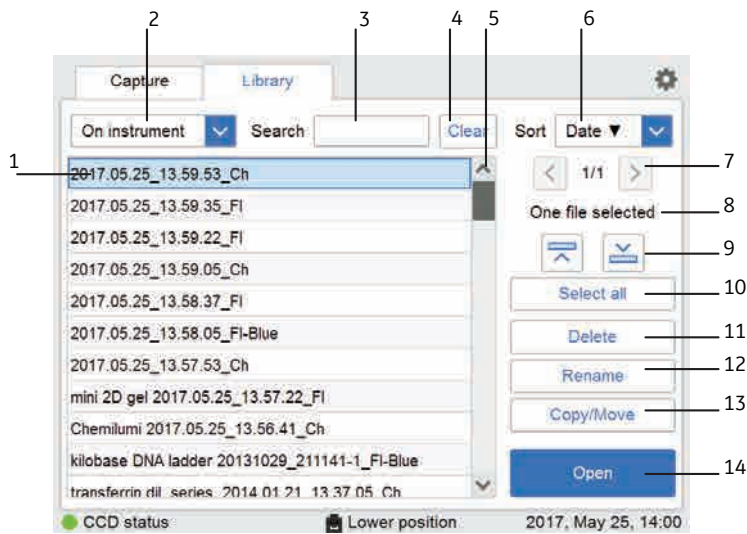 2 3 4 5 6
Capture Library
On instrument Search Clear Sort Date ▼
1 2017.05.25_13.59.53_Ch
< 1/1 > 7
2017.05.25_13.59.35_Fl
One file selected 8
2017.05.25_13.59.22_Fl
9
2017.05.25_13.59.05_Ch
Select all 10
2017.05.25_13.58.37_Fl
2017.05.25_13.58.05_Fl-Blue
Delete 11
2017.05.25_13.57.53_Ch
Rename 12
mini 2D gel 2017.05.25_13.57.22_Fl
Copy/Move 13
Chemilumi 2017.05.25_13.56.41_Ch
kilobase DNA ladder 20131029_211141-1_Fl-Blue
Open 14
transferrin dil_series_2014.01.21_13.37.05_Ch
CCD status Lower position 2017, May 25, 14:00